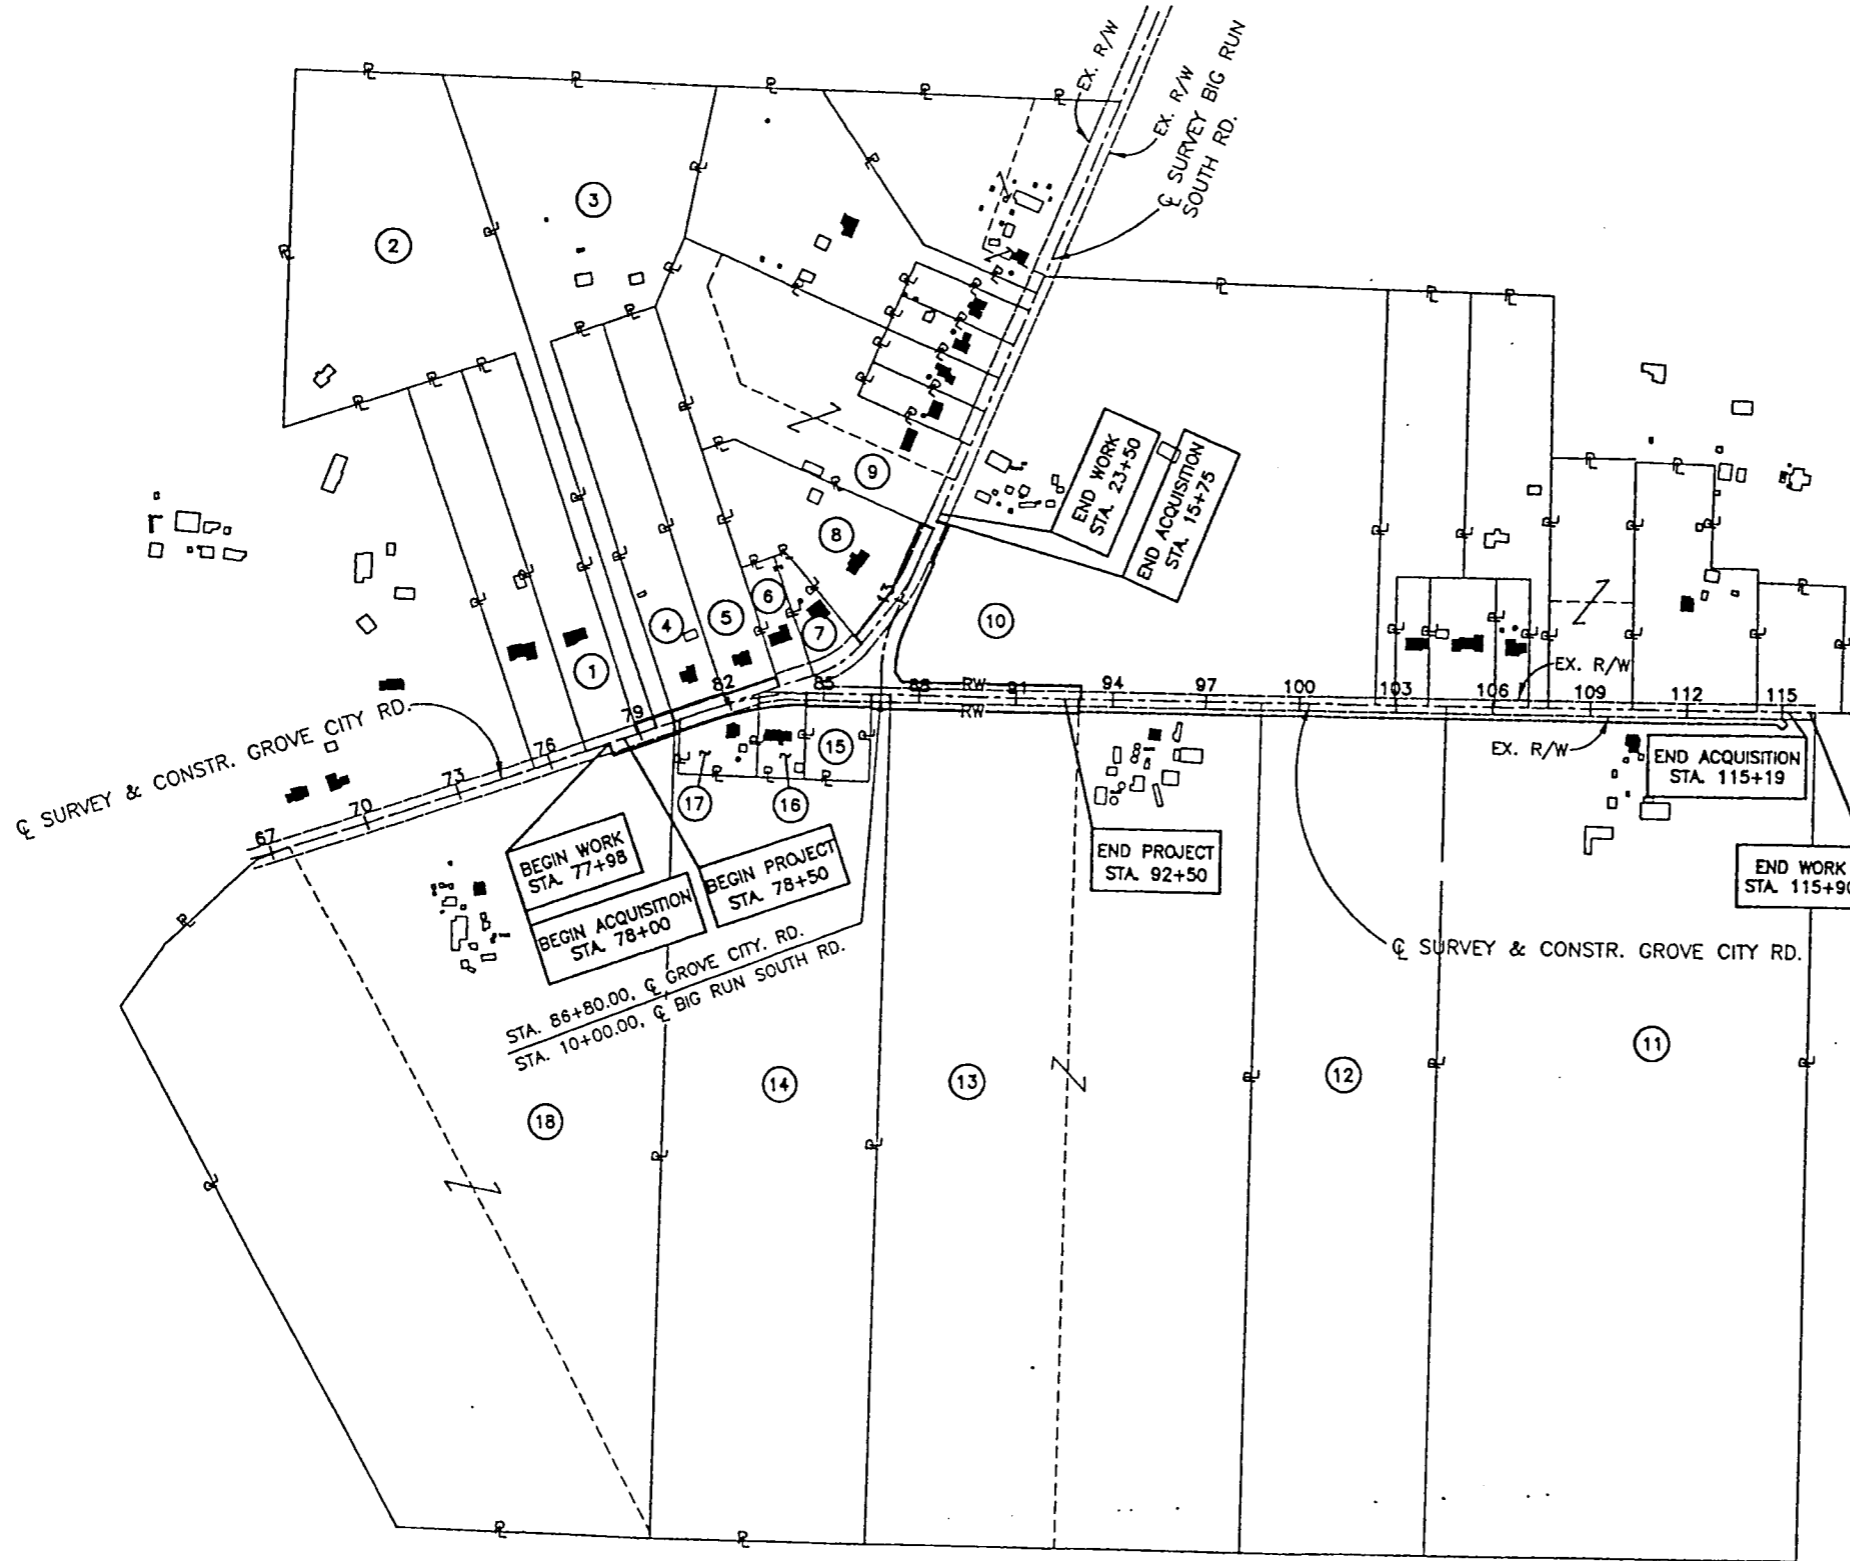 EX. R/W
EX. R/W
℄ SURVEY BIG RUN
SOUTH RD.
2
3
9
8
6
7
5
4
1
10
13
END WORK
STA. 23+50
END ACQUISITION
STA. 15+75
℄ SURVEY & CONSTR. GROVE CITY RD.
67
70
73
76
79
82
85
88
91
94
97
100
103
106
109
112
115
RW
RW
EX. R/W
EX. R/W
15
16
17
BEGIN WORK
STA. 77+98
BEGIN ACQUISITION
STA. 78+00
BEGIN PROJECT
STA. 78+50
END PROJECT
STA. 92+50
END ACQUISITION
STA. 115+19
END WORK
STA. 115+90
℄ SURVEY & CONSTR. GROVE CITY RD.
STA. 86+80.00, ℄ GROVE CITY. RD.
STA. 10+00.00, ℄ BIG RUN SOUTH RD.
18
14
13
12
11